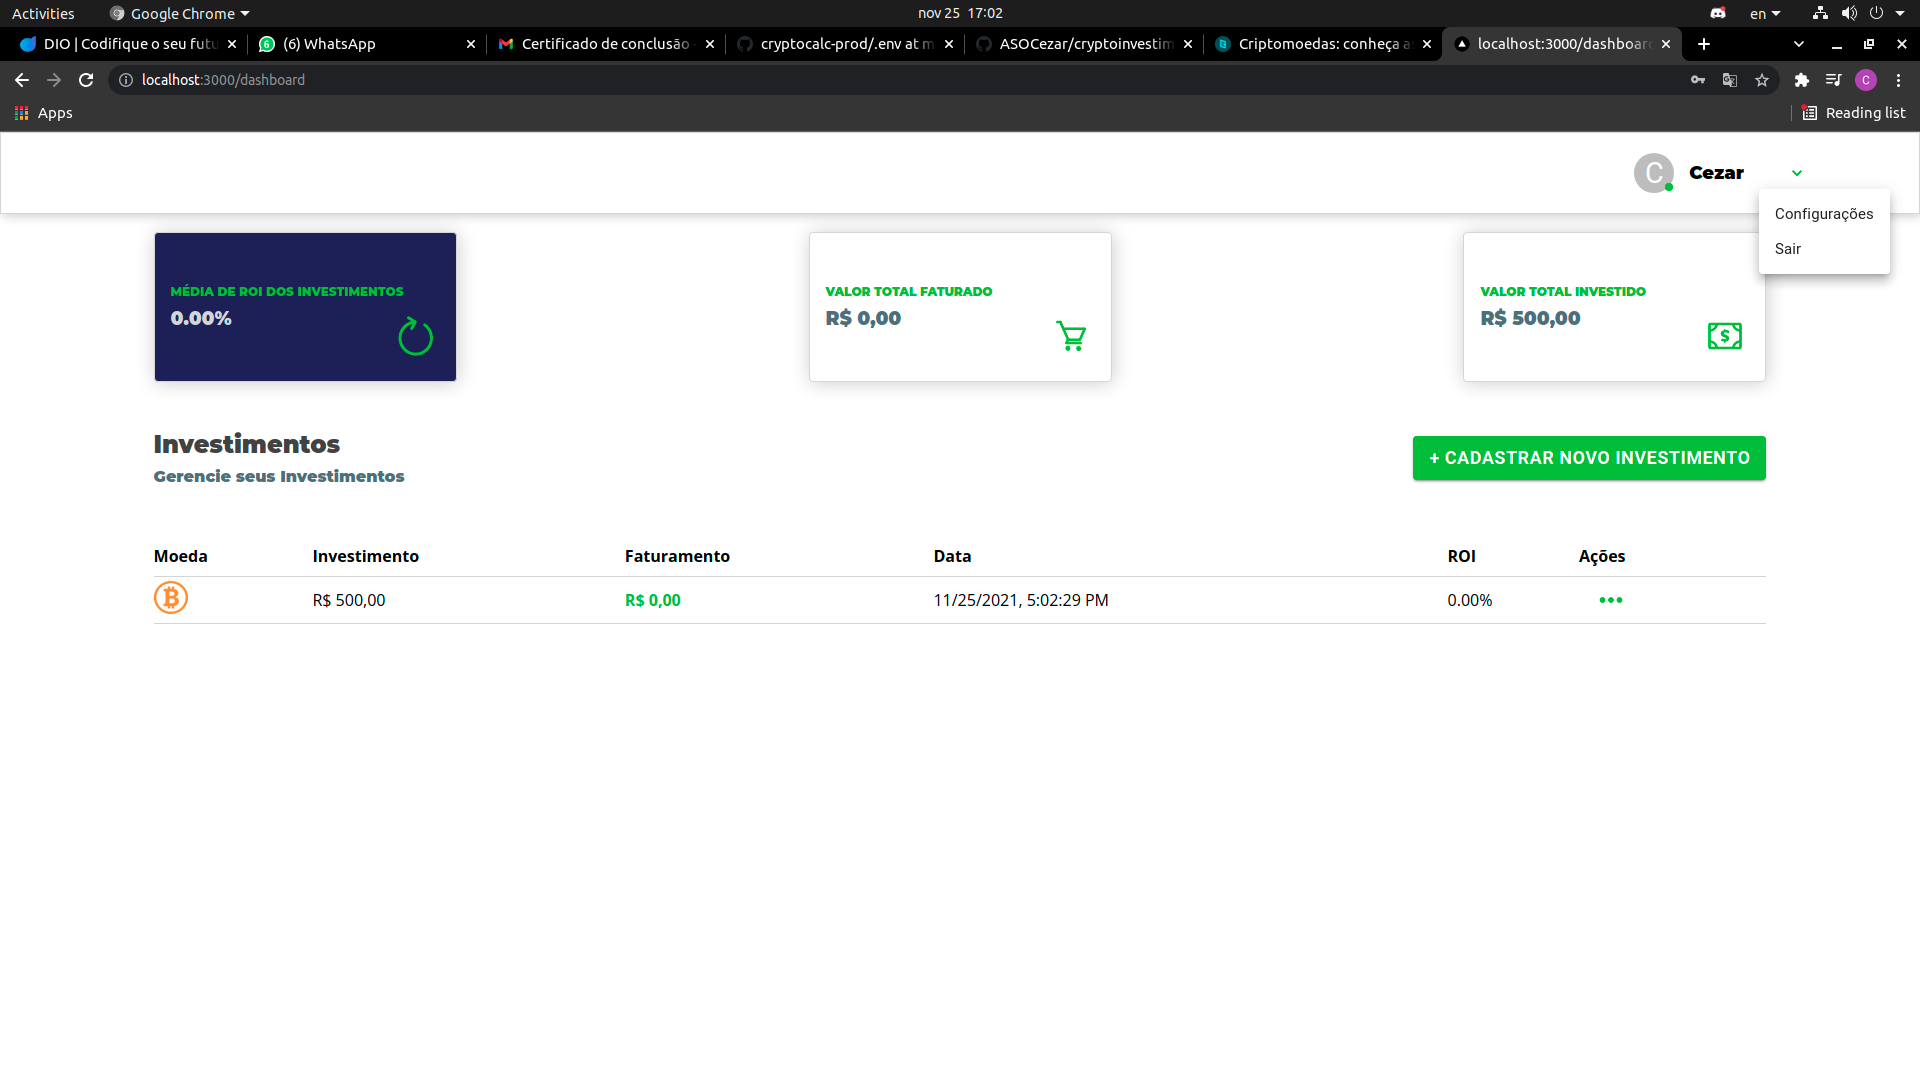 Activities Google Chrome nov 25 17:02 en
DIO | Codifique o seu futu 6 (6) WhatsApp Certificado de conclusão cryptocalc-prod/.env at m ASOCezar/cryptoinvestim Criptomoedas: conheça a localhost:3000/dashboard
localhost:3000/dashboard C
Apps Reading list
C Cezar
Configurações
Sair
MÉDIA DE ROI DOS INVESTIMENTOS
0.00%
VALOR TOTAL FATURADO
R$ 0,00
VALOR TOTAL INVESTIDO
R$ 500,00
Investimentos
Gerencie seus Investimentos
+ CADASTRAR NOVO INVESTIMENTO
Moeda Investimento Faturamento Data ROI Ações
R$ 500,00 R$ 0,00 11/25/2021, 5:02:29 PM 0.00%